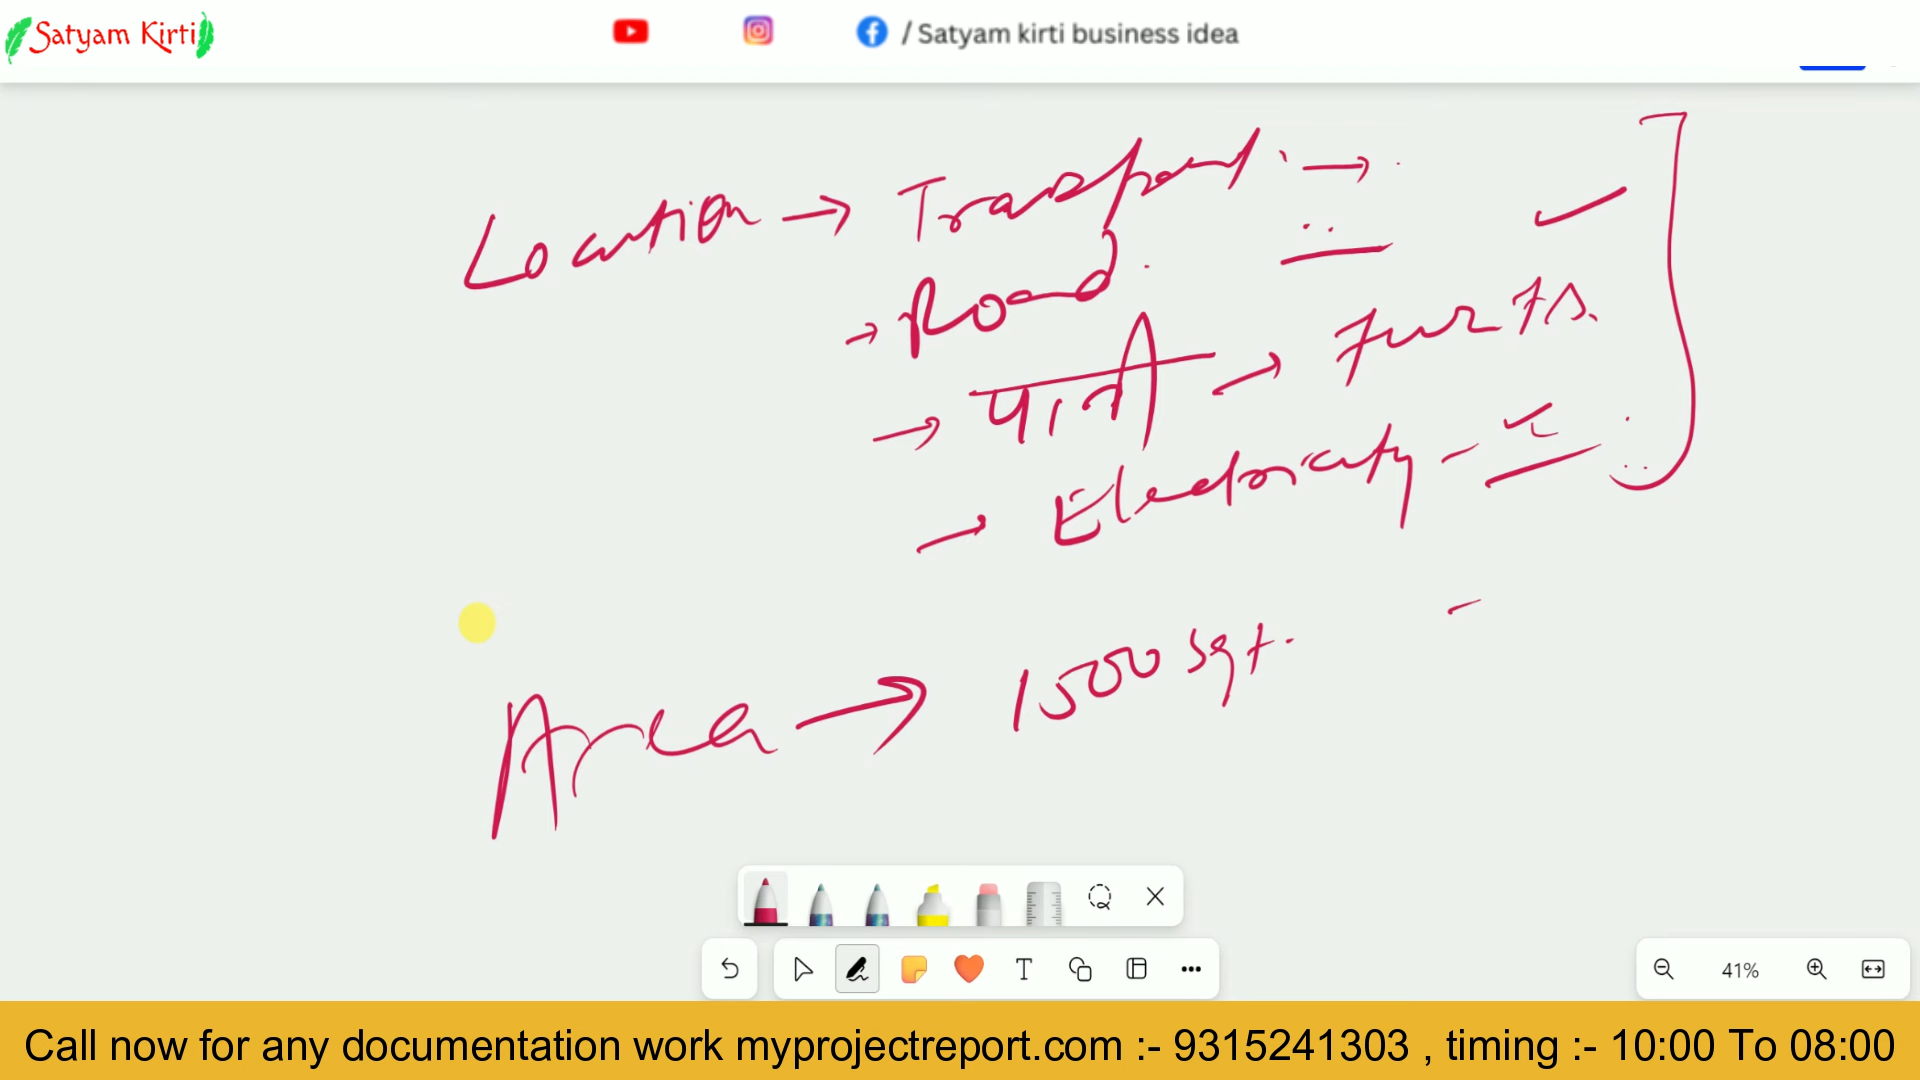 Satyam Kirti
/ Satyam kirti business idea
Location → Transport →
→ Road
→ पानी →
→ Electricity -
Area → 1500 sqt.
41%
Call now for any documentation work myprojectreport.com :- 9315241303 , timing :- 10:00 To 08:00